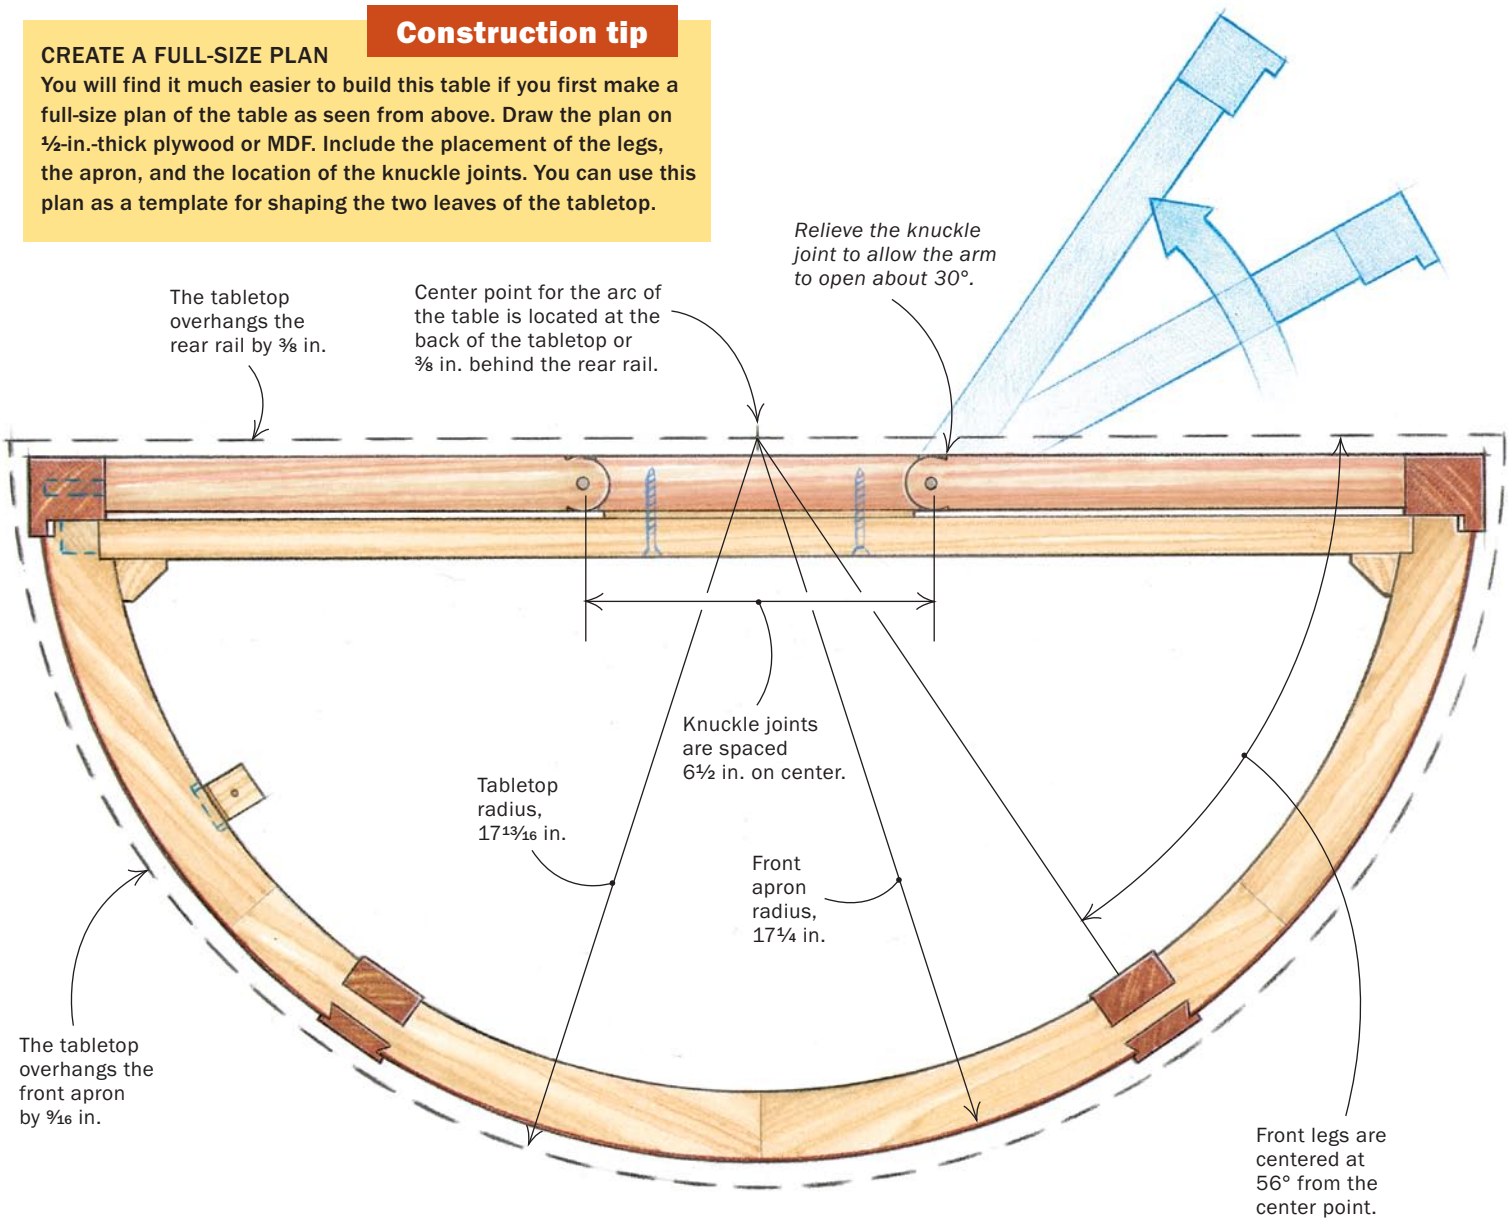 Construction tip
CREATE A FULL-SIZE PLAN
You will find it much easier to build this table if you first make a
full-size plan of the table as seen from above. Draw the plan on
½-in.-thick plywood or MDF. Include the placement of the legs,
the apron, and the location of the knuckle joints. You can use this
plan as a template for shaping the two leaves of the tabletop.
Relieve the knuckle
joint to allow the arm
to open about 30°.
The tabletop
overhangs the
rear rail by ⅜ in.
Center point for the arc of
the table is located at the
back of the tabletop or
⅜ in. behind the rear rail.
Knuckle joints
are spaced
6½ in. on center.
Tabletop
radius,
17¹³⁄₁₆ in.
Front
apron
radius,
17¼ in.
The tabletop
overhangs the
front apron
by ⁹⁄₁₆ in.
Front legs are
centered at
56° from the
center point.